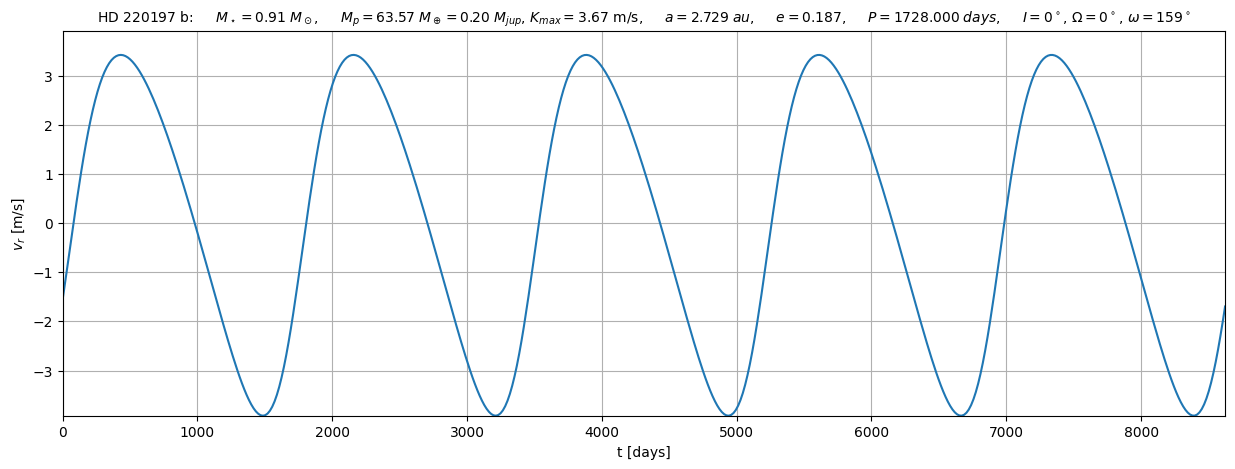 HD 220197 b: M⋆ = 0.91 M⊙, Mp = 63.57 M⊕ = 0.20 Mjup, Kmax = 3.67 m/s, a = 2.729 au, e = 0.187, P = 1728.000 days, I = 0°, Ω = 0°, ω = 159°
3
2
1
0
−1
−2
−3
vr [m/s]
0 1000 2000 3000 4000 5000 6000 7000 8000
t [days]